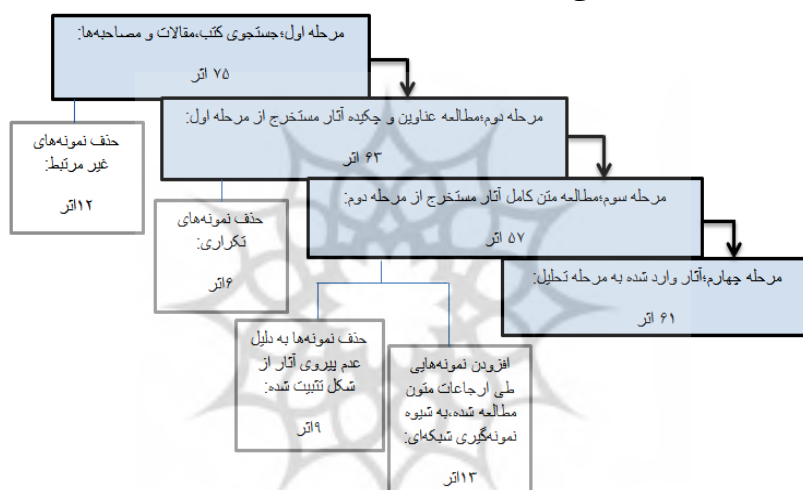 مرحله اول؛جستجوی کتب،مقالات و مصاحبه‌ها:
۷۵ اثر
حذف نمونه‌های
غیر مرتبط:
۱۲اثر
مرحله دوم؛مطالعه عناوین و چکیده آثار مستخرج از مرحله اول:
۶۳ اثر
حذف نمونه‌های
تکراری:
۶اثر
مرحله سوم؛مطالعه متن کامل آثار مستخرج از مرحله دوم:
۵۷ اثر
حذف نمونه‌ها به دلیل
عدم پیروی آثار از
شکل تثبیت شده:
۹اثر
افزودن نمونه‌هایی
طی ارجاعات متون
مطالعه شده،به شیوه
نمونه‌گیری شبکه‌ای:
۱۳اثر
مرحله چهارم؛آثار وارد شده به مرحله تحلیل:
۶۱ اثر